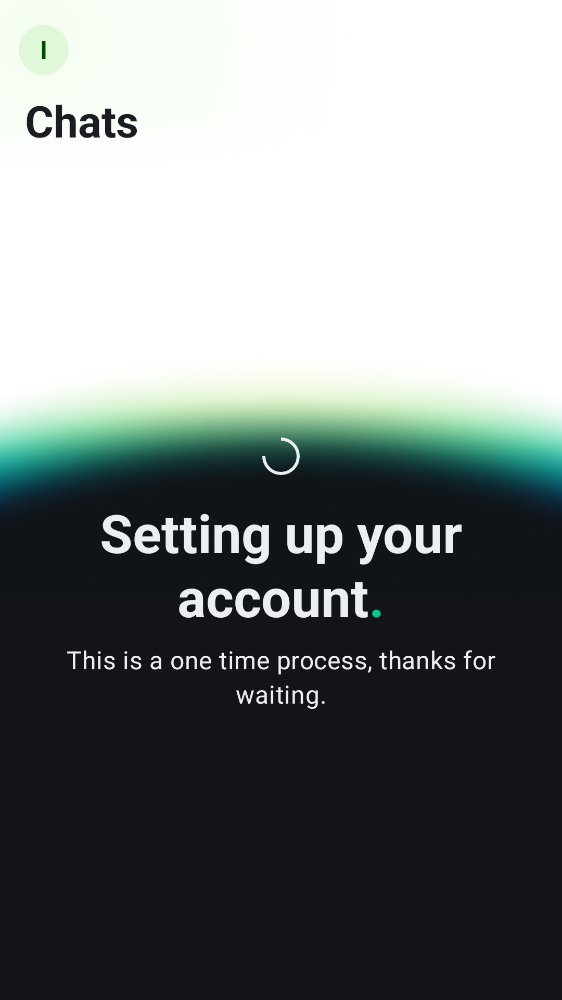 I
Chats
Setting up your
account.
This is a one time process, thanks for
waiting.